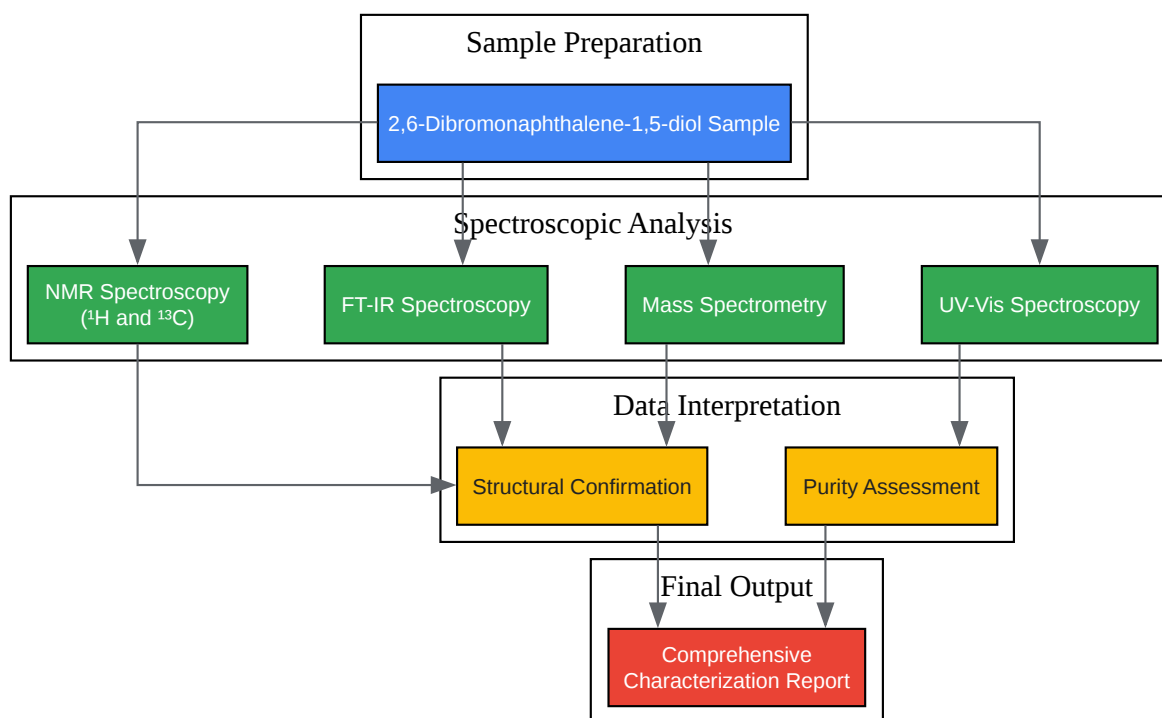 Sample Preparation
2,6-Dibromonaphthalene-1,5-diol Sample
Spectroscopic Analysis
NMR Spectroscopy
(¹H and ¹³C)
FT-IR Spectroscopy
Mass Spectrometry
UV-Vis Spectroscopy
Data Interpretation
Structural Confirmation
Purity Assessment
Final Output
Comprehensive
Characterization Report